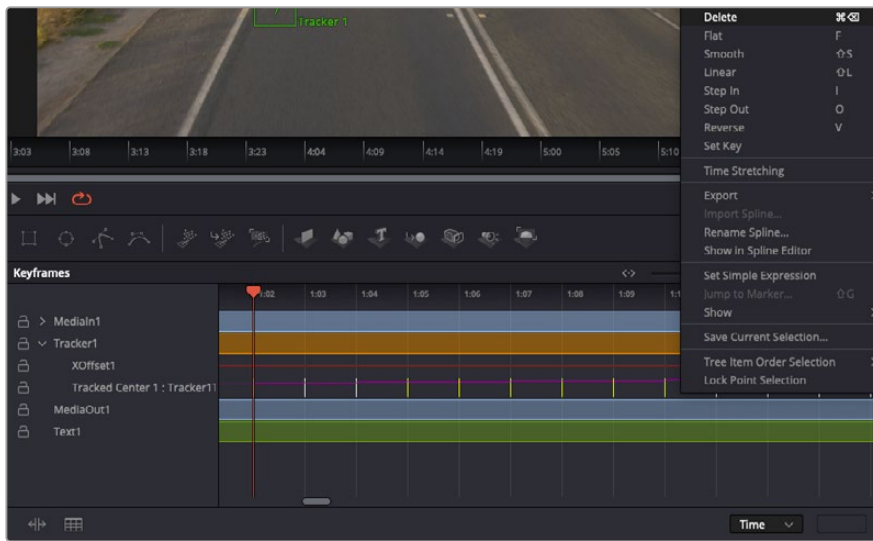 Tracker 1
Delete ⌘⌫
Flat F
Smooth ⇧S
Linear ⇧L
Step In I
Step Out O
Reverse V
Set Key
Time Stretching
Export
Import Spline...
Rename Spline...
Show in Spline Editor
Set Simple Expression
Jump to Marker... ⇧G
Show
Save Current Selection...
Tree Item Order Selection
Lock Point Selection
3:03 3:08 3:13 3:18 3:23 4:04 4:09 4:14 4:19 5:00 5:05 5:10
Keyframes
1:02 1:03 1:04 1:05 1:06 1:07 1:08 1:09
MediaIn1
Tracker1
XOffset1
Tracked Center 1 : Tracker1
MediaOut1
Text1
Time